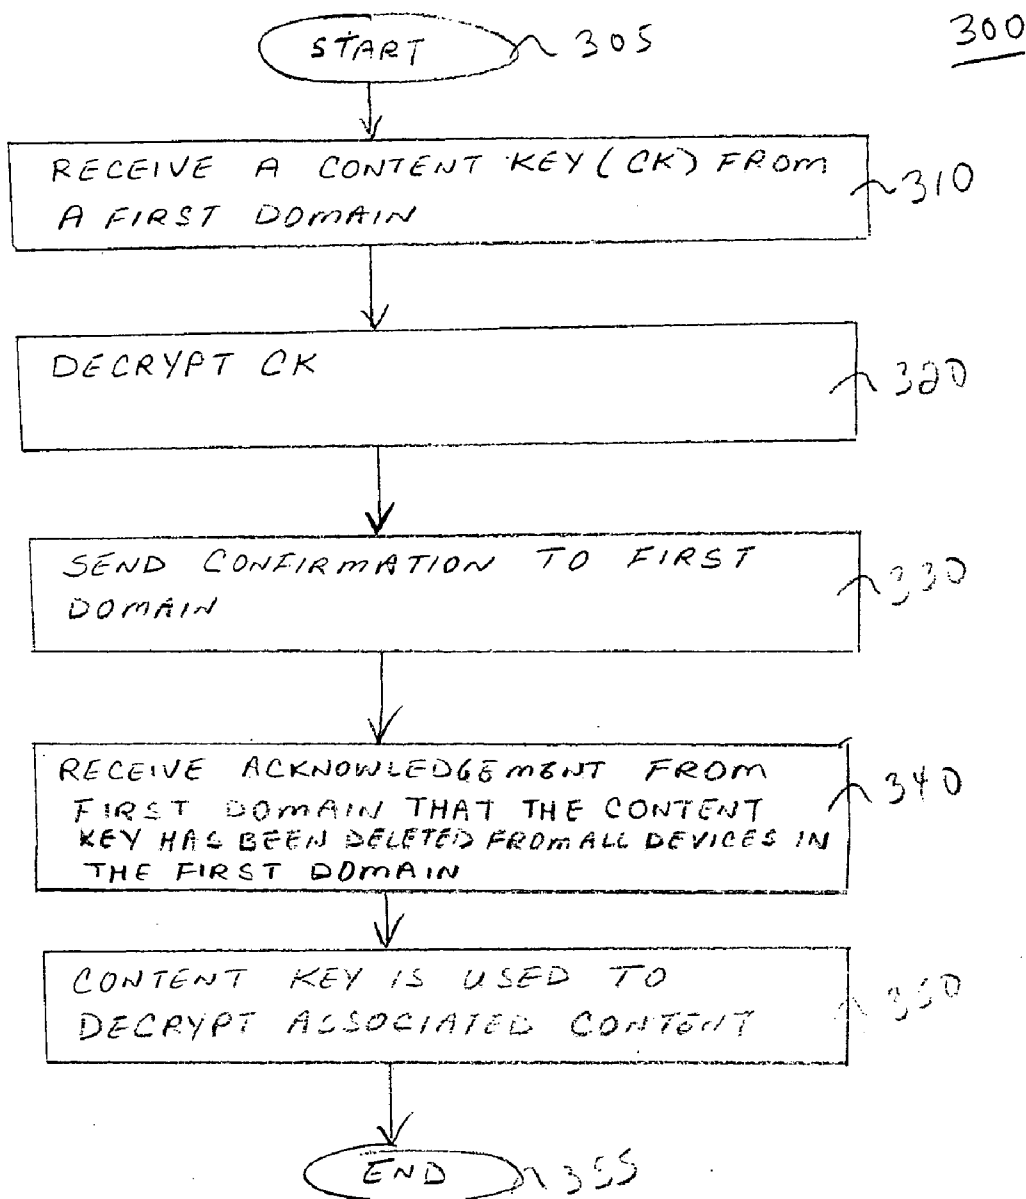 300
START 305
RECEIVE A CONTENT KEY (CK) FROM
A FIRST DOMAIN
310
DECRYPT CK
320
SEND CONFIRMATION TO FIRST
DOMAIN
330
RECEIVE ACKNOWLEDGEMENT FROM
FIRST DOMAIN THAT THE CONTENT
KEY HAS BEEN DELETED FROM ALL DEVICES IN
THE FIRST DOMAIN
340
CONTENT KEY IS USED TO
DECRYPT ASSOCIATED CONTENT
350
END 355